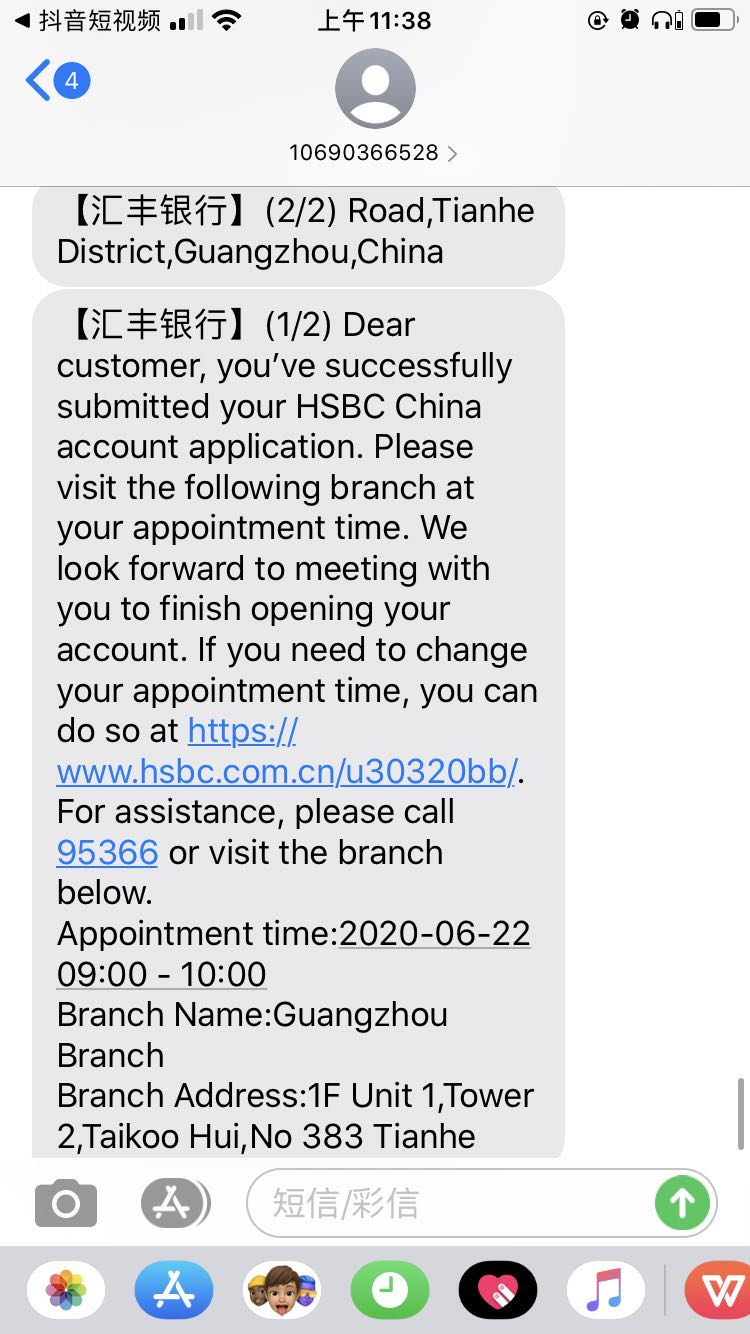 抖音短视频
上午11:38
4
10690366528
【汇丰银行】(2/2) Road,Tianhe
District,Guangzhou,China
【汇丰银行】(1/2) Dear
customer, you’ve successfully
submitted your HSBC China
account application. Please
visit the following branch at
your appointment time. We
look forward to meeting with
you to finish opening your
account. If you need to change
your appointment time, you can
do so at https://
www.hsbc.com.cn/u30320bb/.
For assistance, please call
95366 or visit the branch
below.
Appointment time:2020-06-22
09:00 - 10:00
Branch Name:Guangzhou
Branch
Branch Address:1F Unit 1,Tower
2,Taikoo Hui,No 383 Tianhe
短信/彩信